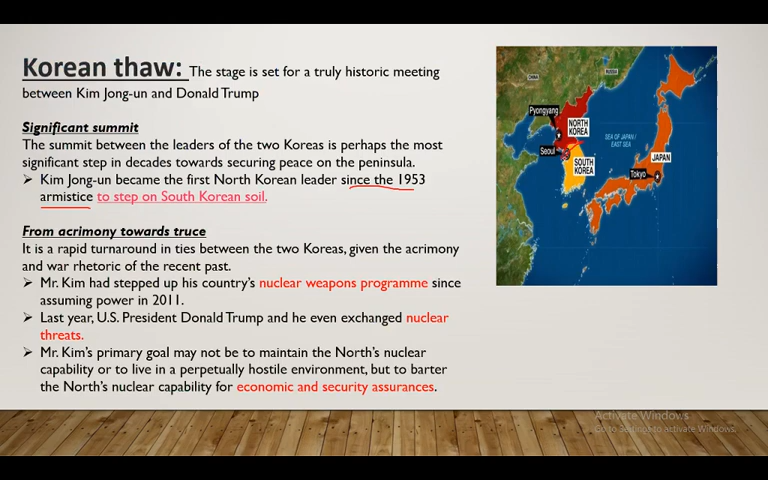 Korean thaw: The stage is set for a truly historic meeting
between Kim Jong-un and Donald Trump
Significant summit
The summit between the leaders of the two Koreas is perhaps the most
significant step in decades towards securing peace on the peninsula.
➢ Kim Jong-un became the first North Korean leader since the 1953
armistice to step on South Korean soil.
From acrimony towards truce
It is a rapid turnaround in ties between the two Koreas, given the acrimony
and war rhetoric of the recent past.
➢ Mr. Kim had stepped up his country's nuclear weapons programme since
assuming power in 2011.
➢ Last year, U.S. President Donald Trump and he even exchanged nuclear
threats.
➢ Mr. Kim's primary goal may not be to maintain the North's nuclear
capability or to live in a perpetually hostile environment, but to barter
the North's nuclear capability for economic and security assurances.
CHINA
RUSSIA
Pyongyang
NORTH
KOREA
SEA OF JAPAN /
EAST SEA
Seoul
SOUTH
KOREA
JAPAN
Tokyo
Activate Windows
Go to Settings to activate Windows.